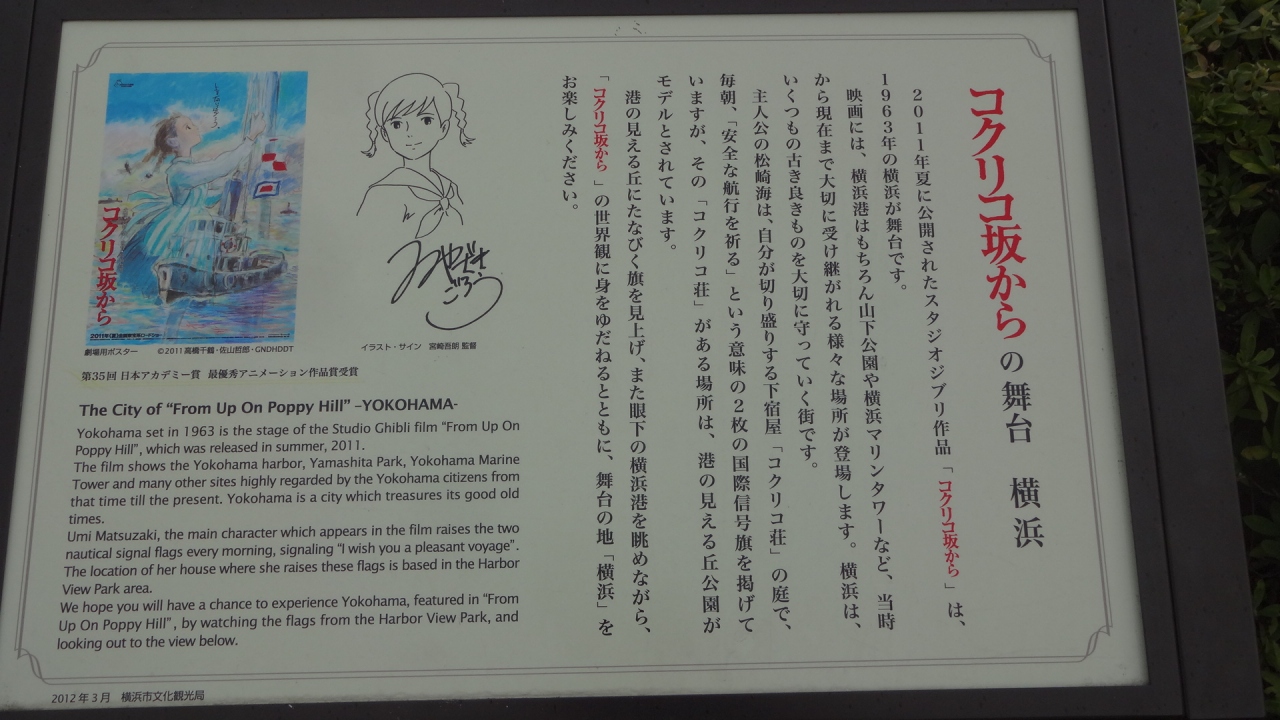 コクリコ坂からの舞台　横浜
2011年夏に公開されたスタジオジブリ作品「コクリコ坂から」は、
1963年の横浜が舞台です。
映画には、横浜港はもちろん山下公園や横浜マリンタワーなど、当時
から現在まで大切に受け継がれる様々な場所が登場します。横浜は、
いくつもの古き良きものを大切に守っていく街です。
主人公の松崎海は、自分が切り盛りする下宿屋「コクリコ荘」の庭で、
毎朝、「安全な航行を祈る」という意味の2枚の国際信号旗を掲げて
いますが、その「コクリコ荘」がある場所は、港の見える丘公園が
モデルとされています。
港の見える丘にたなびく旗を見上げ、また眼下の横浜港を眺めながら、
「コクリコ坂から」の世界観に身をゆだねるとともに、舞台の地「横浜」を
お楽しみください。
コクリコ坂から
劇場用ポスター　©2011 高橋千鶴・佐山哲郎・GNDHDDT
みやざきごろう
イラスト・サイン　宮崎吾朗 監督
第35回 日本アカデミー賞　最優秀アニメーション作品賞受賞
The City of “From Up On Poppy Hill” –YOKOHAMA-
Yokohama set in 1963 is the stage of the Studio Ghibli film “From Up On
Poppy Hill”, which was released in summer, 2011.
The film shows the Yokohama harbor, Yamashita Park, Yokohama Marine
Tower and many other sites highly regarded by the Yokohama citizens from
that time till the present. Yokohama is a city which treasures its good old
times.
Umi Matsuzaki, the main character which appears in the film raises the two
nautical signal flags every morning, signaling “I wish you a pleasant voyage”.
The location of her house where she raises these flags is based in the Harbor
View Park area.
We hope you will have a chance to experience Yokohama, featured in “From
Up On Poppy Hill”, by watching the flags from the Harbor View Park, and
looking out to the view below.
2012年3月　横浜市文化観光局